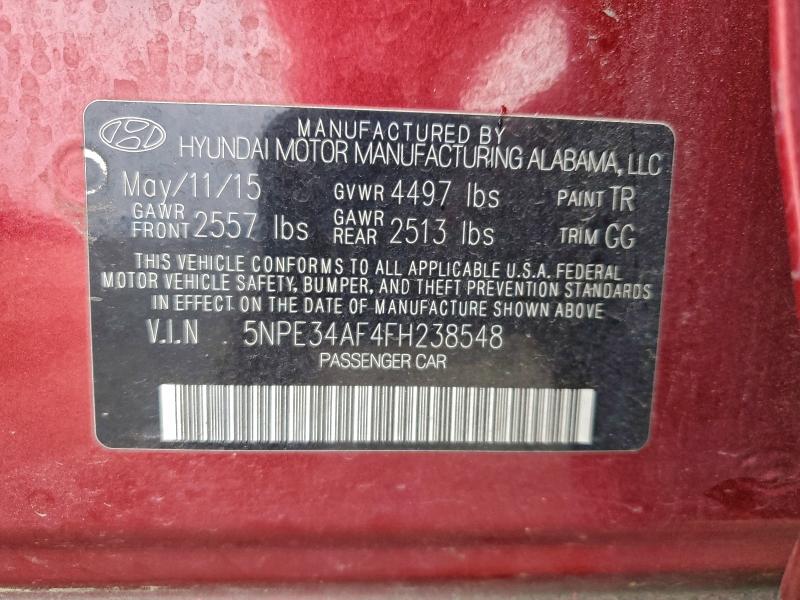 MANUFACTURED BY
HYUNDAI MOTOR MANUFACTURING ALABAMA, LLC
May/11/15 GVWR 4497 lbs PAINT TR
GAWR FRONT 2557 lbs GAWR REAR 2513 lbs TRIM GG
THIS VEHICLE CONFORMS TO ALL APPLICABLE U.S.A. FEDERAL
MOTOR VEHICLE SAFETY, BUMPER, AND THEFT PREVENTION STANDARDS
IN EFFECT ON THE DATE OF MANUFACTURE SHOWN ABOVE
V.I.N 5NPE34AF4FH238548
PASSENGER CAR